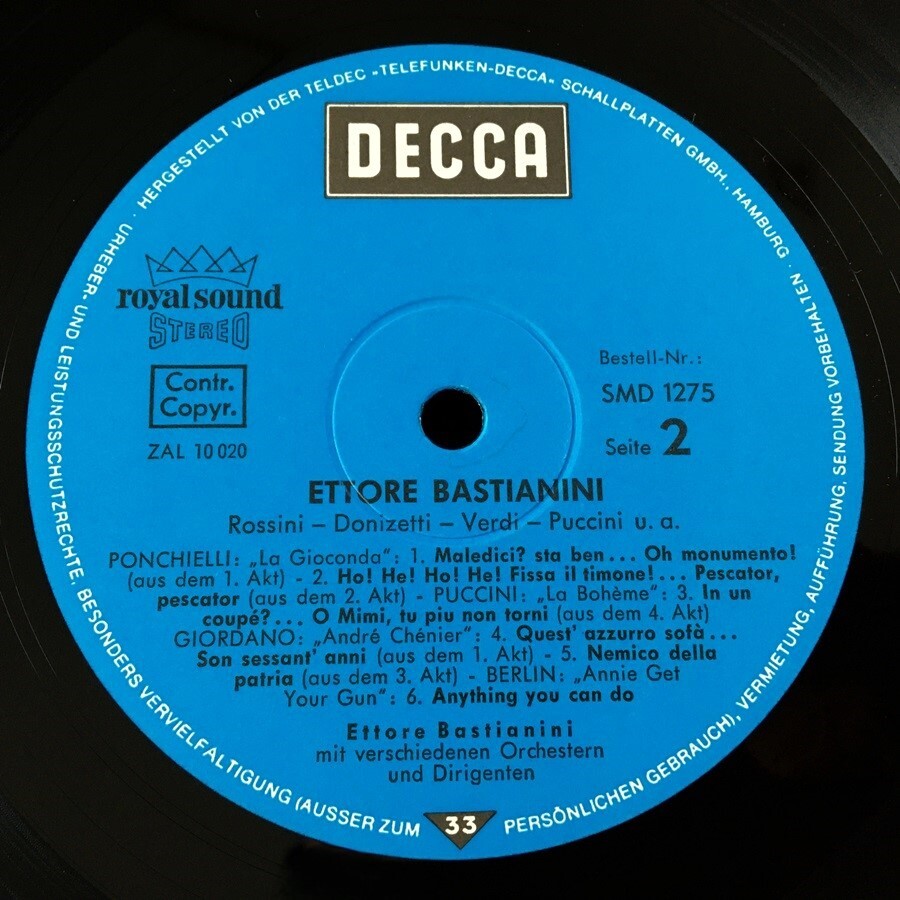 · HERGESTELLT VON DER TELDEC »TELEFUNKEN-DECCA« SCHALLPLATTEN GMBH., HAMBURG ·
URHEBER- UND LEISTUNGSSCHUTZRECHTE, BESONDERS VERVIELFÄLTIGUNG (AUSSER ZUM PERSÖNLICHEN GEBRAUCH), VERMIETUNG, AUFFÜHRUNG, SENDUNG VORBEHALTEN
DECCA
royal sound
STEREO
Contr.
Copyr.
ZAL 10 020
Bestell-Nr.:
SMD 1275
Seite 2
ETTORE BASTIANINI
Rossini – Donizetti – Verdi – Puccini u. a.
PONCHIELLI: „La Gioconda": 1. Maledici? sta ben... Oh monumento!
(aus dem 1. Akt) - 2. Ho! He! Ho! He! Fissa il timone!... Pescator,
pescator (aus dem 2. Akt) - PUCCINI: „La Bohème": 3. In un
coupé?... O Mimi, tu piu non torni (aus dem 4. Akt)
GIORDANO: „André Chénier": 4. Quest' azzurro sofà...
Son sessant' anni (aus dem 1. Akt) - 5. Nemico della
patria (aus dem 3. Akt) - BERLIN: „Annie Get
Your Gun": 6. Anything you can do
Ettore Bastianini
mit verschiedenen Orchestern
und Dirigenten
33